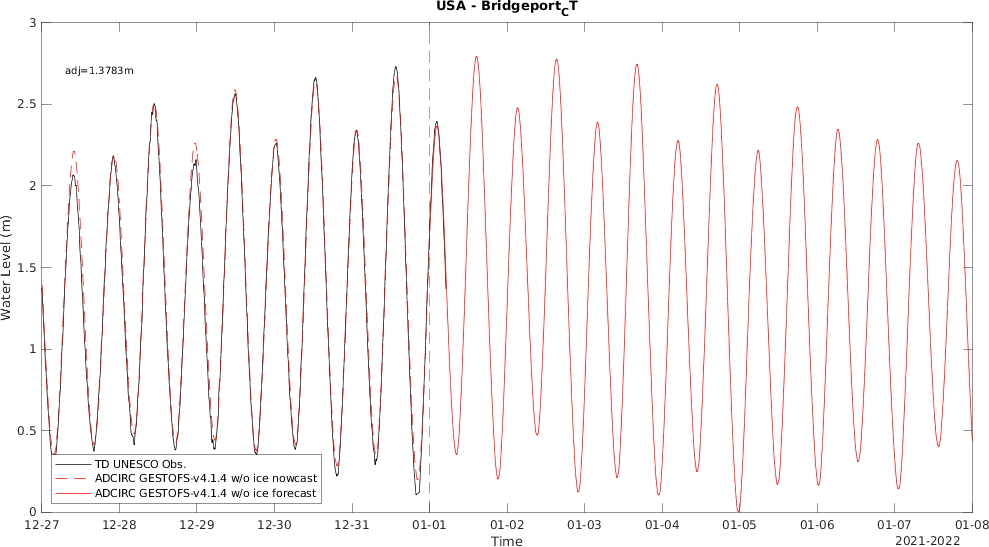 USA - Bridgeport_CT
adj=1.3783m
3
2.5
2
1.5
1
0.5
0
Water Level (m)
TD UNESCO Obs.
ADCIRC GESTOFS-v4.1.4 w/o ice nowcast
ADCIRC GESTOFS-v4.1.4 w/o ice forecast
12-27 12-28 12-29 12-30 12-31 01-01 01-02 01-03 01-04 01-05 01-06 01-07 01-08
Time
2021-2022